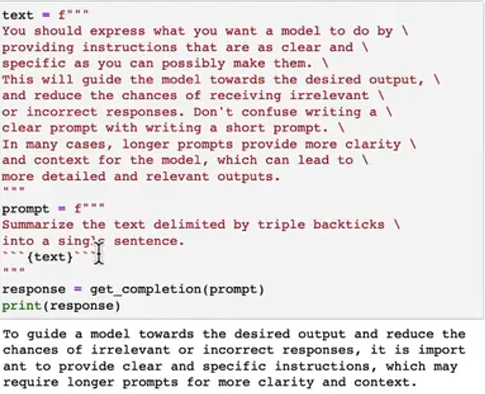 text = f"""
You should express what you want a model to do by \
providing instructions that are as clear and \
specific as you can possibly make them. \
This will guide the model towards the desired output, \
and reduce the chances of receiving irrelevant \
or incorrect responses. Don't confuse writing a \
clear prompt with writing a short prompt. \
In many cases, longer prompts provide more clarity \
and context for the model, which can lead to \
more detailed and relevant outputs.
"""
prompt = f"""
Summarize the text delimited by triple backticks \
into a single sentence.
```{text}```
"""
response = get_completion(prompt)
print(response)
To guide a model towards the desired output and reduce the
chances of irrelevant or incorrect responses, it is import
ant to provide clear and specific instructions, which may
require longer prompts for more clarity and context.